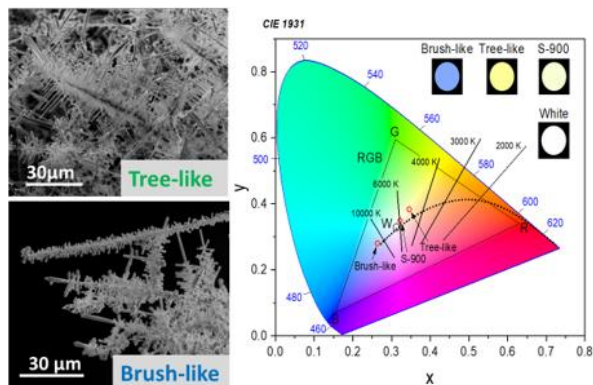 30µm
Tree-like
30 µm
Brush-like
CIE 1931
Brush-like Tree-like S-900
White
520
540
560
580
600
620
500
480
460
G
RGB
R
W
3000 K
2000 K
4000 K
6000 K
10000 K
Tree-like
S-900
Brush-like
y
0.8
0.6
0.4
0.2
0.0
0.0 0.1 0.2 0.3 0.4 0.5 0.6 0.7 0.8
X